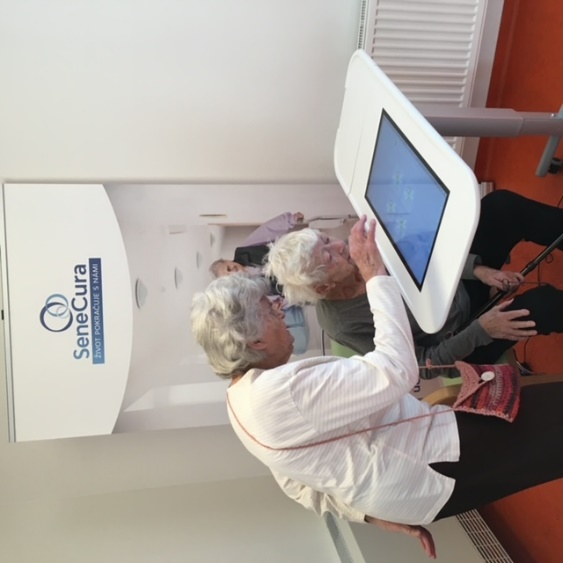 SeneCura
ŽIVOT POKRAČUJE S NÁMI